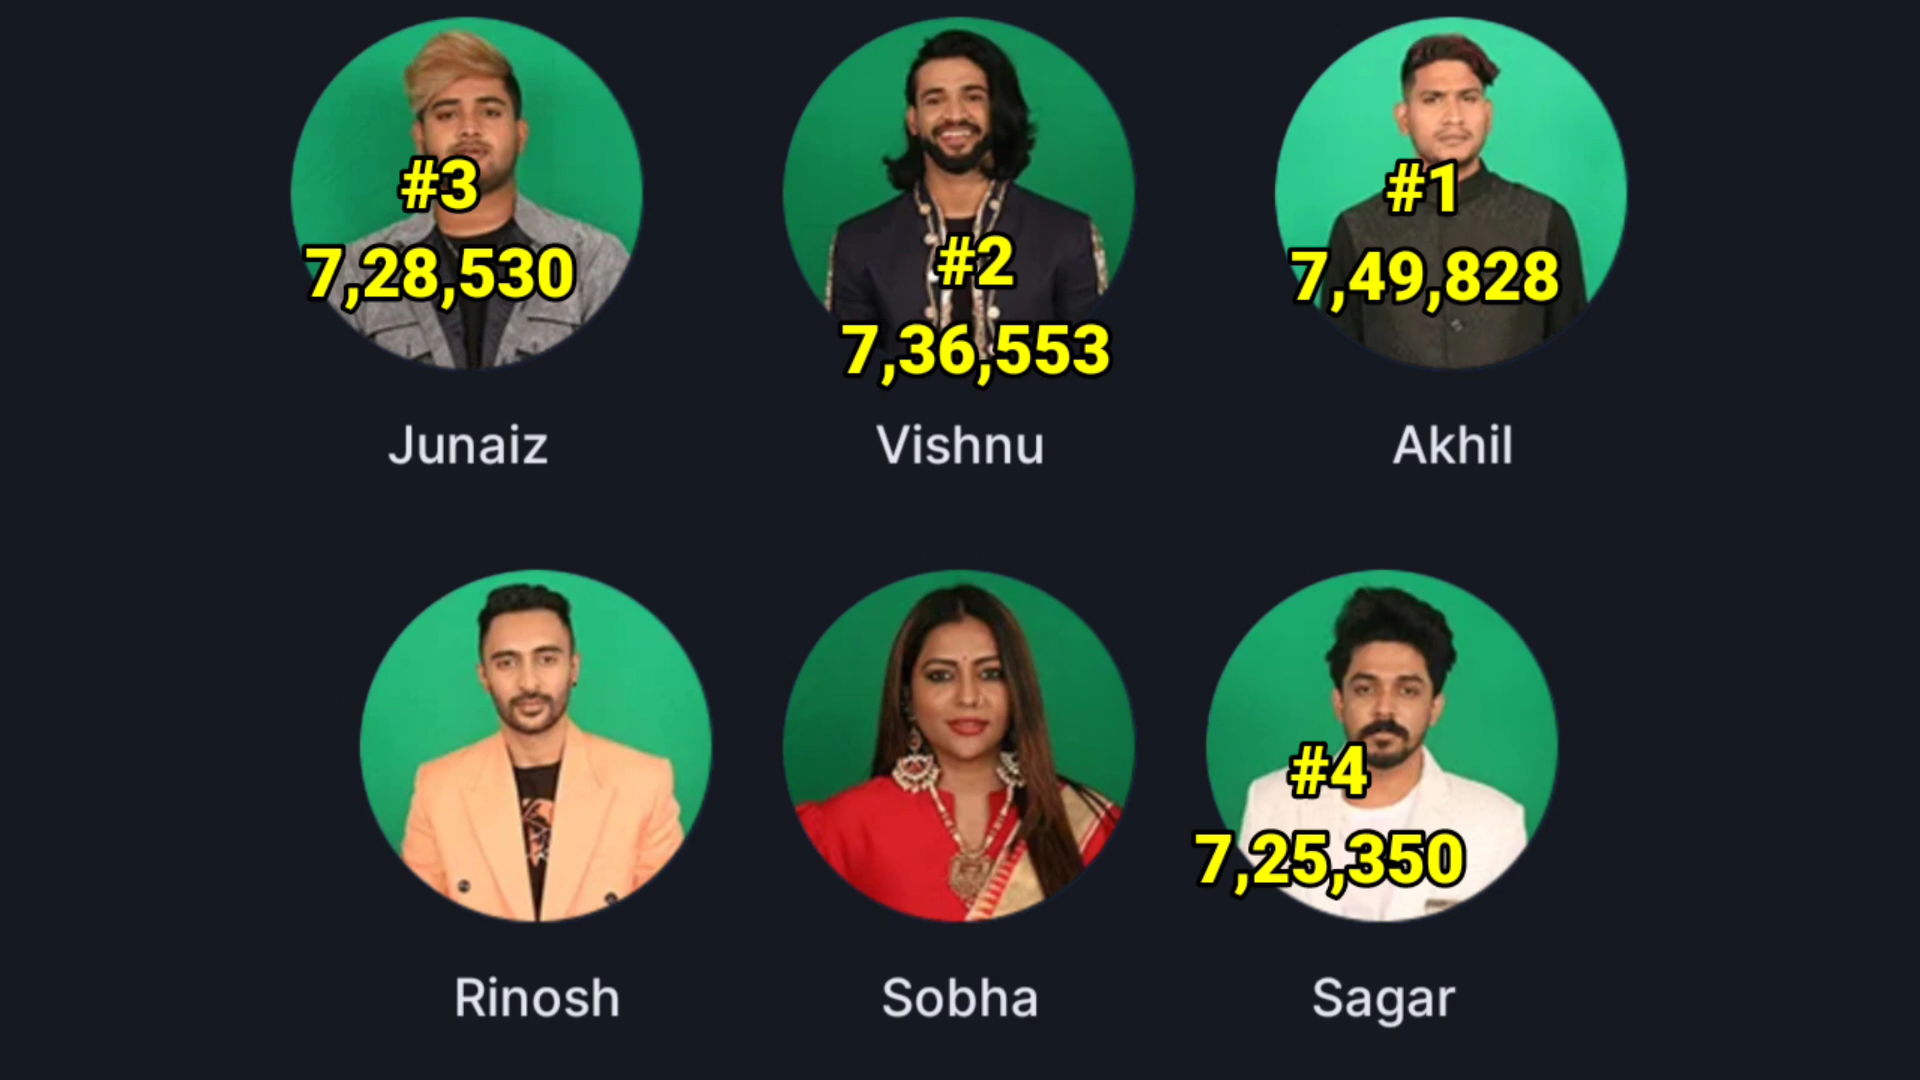 #3
7,28,530
#2
7,36,553
#1
7,49,828
Junaiz
Vishnu
Akhil
#4
7,25,350
Rinosh
Sobha
Sagar